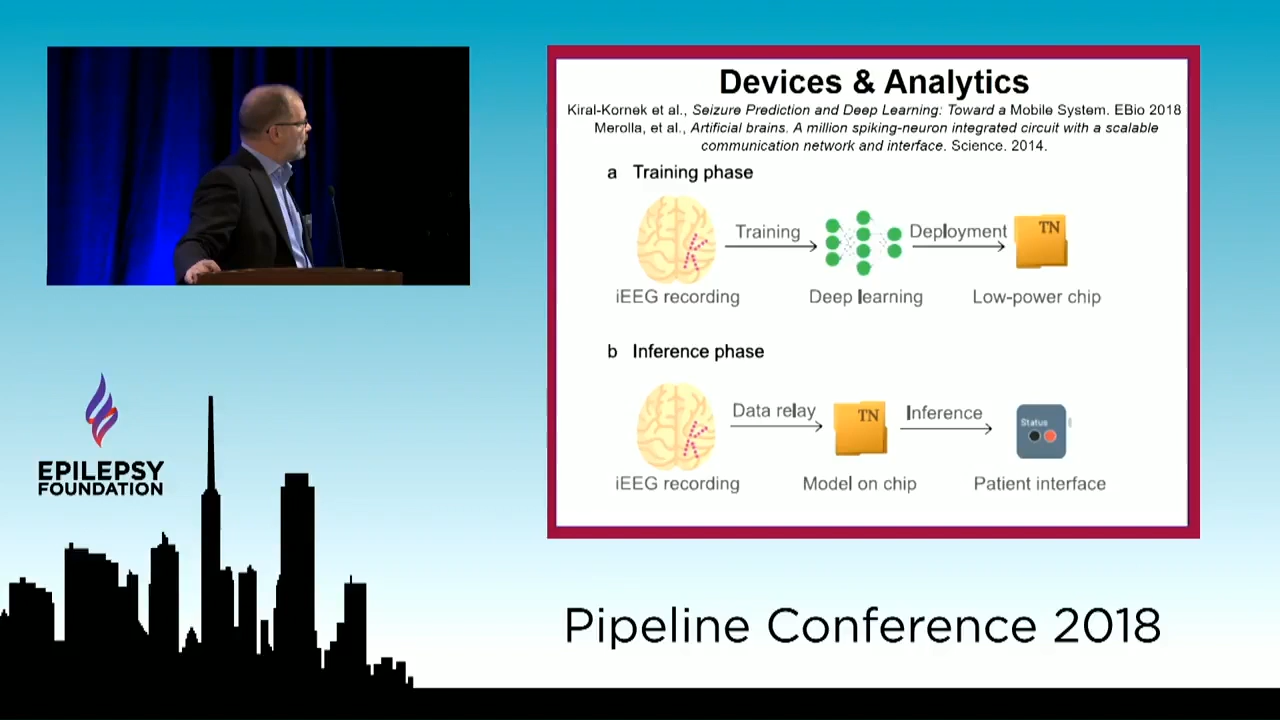 Devices & Analytics
Kiral-Kornek et al., Seizure Prediction and Deep Learning: Toward a Mobile System. EBio 2018
Merolla, et al., Artificial brains. A million spiking-neuron integrated circuit with a scalable
communication network and interface. Science. 2014.
a Training phase
Training
Deployment
TN
iEEG recording
Deep learning
Low-power chip
b Inference phase
Data relay
TN
Inference
Status
iEEG recording
Model on chip
Patient interface
EPILEPSY
FOUNDATION
Pipeline Conference 2018